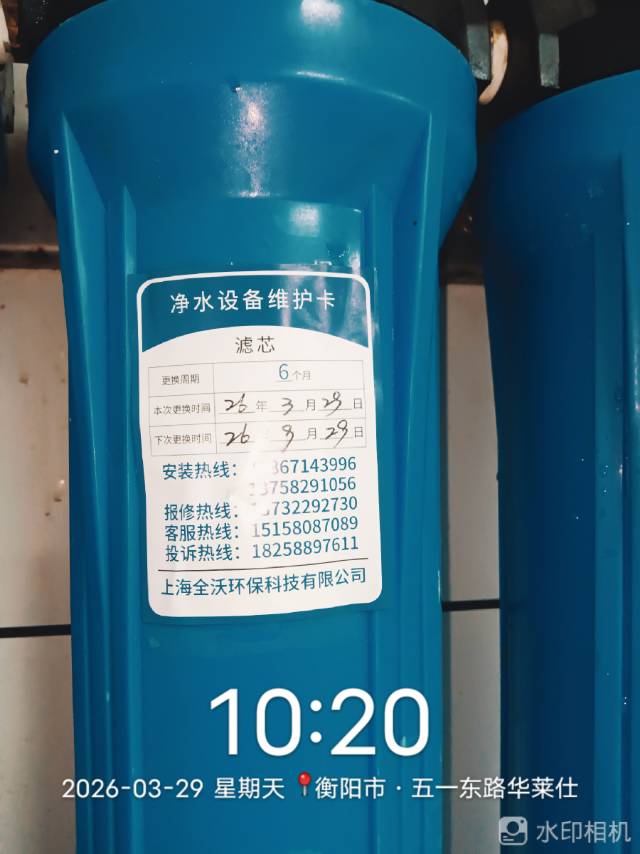 净水设备维护卡
滤芯
更换周期 6个月
本次更换时间 26年3月29日
下次更换时间 26 9月29日
安装热线: 367143996
13758291056
报修热线: 3732292730
客服热线: 15158087089
投诉热线: 18258897611
上海全沃环保科技有限公司
10:20
2026-03-29 星期天 衡阳市·五一东路华莱仕
水印相机